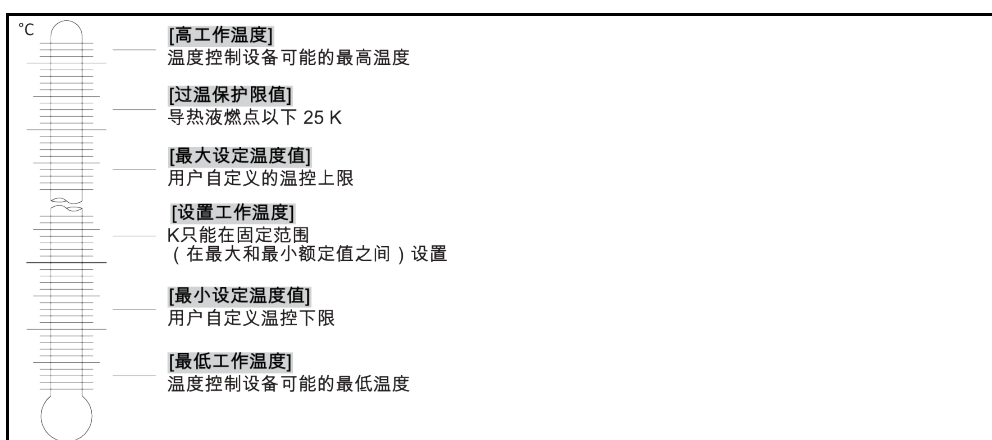 °C
[高工作温度]
温度控制设备可能的最高温度
[过温保护限值]
导热液燃点以下 25 K
[最大设定温度值]
用户自定义的温控上限
[设置工作温度]
K只能在固定范围
（在最大和最小额定值之间）设置
[最小设定温度值]
用户自定义温控下限
[最低工作温度]
温度控制设备可能的最低温度